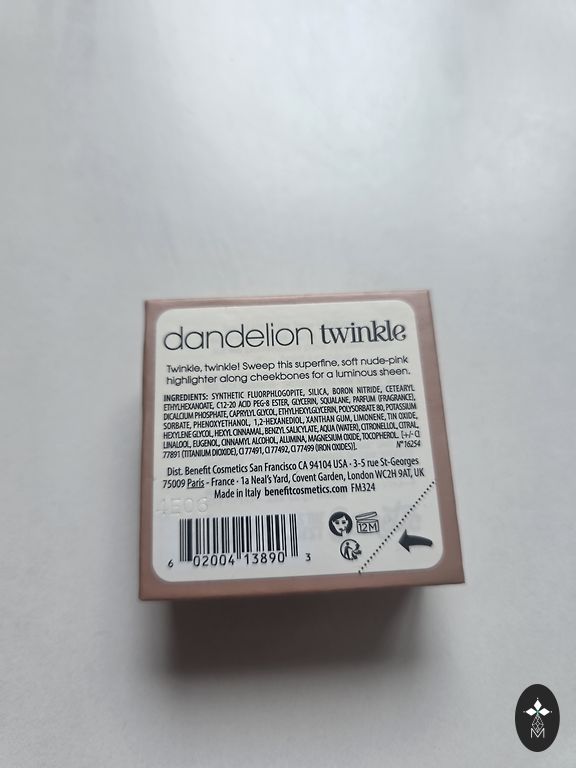 dandelion twinkle
Twinkle, twinkle! Sweep this superfine, soft nude-pink
highlighter along cheekbones for a luminous sheen.
INGREDIENTS: SYNTHETIC FLUORPHLOGOPITE, SILICA, BORON NITRIDE, CETEARYL
ETHYLHEXANOATE, C12-20 ACID PEG-8 ESTER, GLYCERIN, SQUALANE, PARFUM (FRAGRANCE),
DICALCIUM PHOSPHATE, CAPRYLYL GLYCOL, ETHYLHEXYLGLYCERIN, POLYSORBATE 80, POTASSIUM
SORBATE, PHENOXYETHANOL, 1,2-HEXANEDIOL, XANTHAN GUM, LIMONENE, TIN OXIDE,
HEXYLENE GLYCOL, HEXYL CINNAMAL, BENZYL SALICYLATE, AQUA (WATER), CITRONELLOL, CITRAL,
LINALOOL, EUGENOL, CINNAMYL ALCOHOL, ALUMINA, MAGNESIUM OXIDE, TOCOPHEROL. [+/- CI
77891 (TITANIUM DIOXIDE), CI 77491, CI 77492, CI 77499 (IRON OXIDES)]. N° 16254
Dist. Benefit Cosmetics San Francisco CA 94104 USA · 3-5 rue St-Georges
75009 Paris - France · 1a Neal's Yard, Covent Garden, London WC2H 9AT, UK
Made in Italy benefitcosmetics.com FM324
4E06
12M
6 02004 13890 3
M